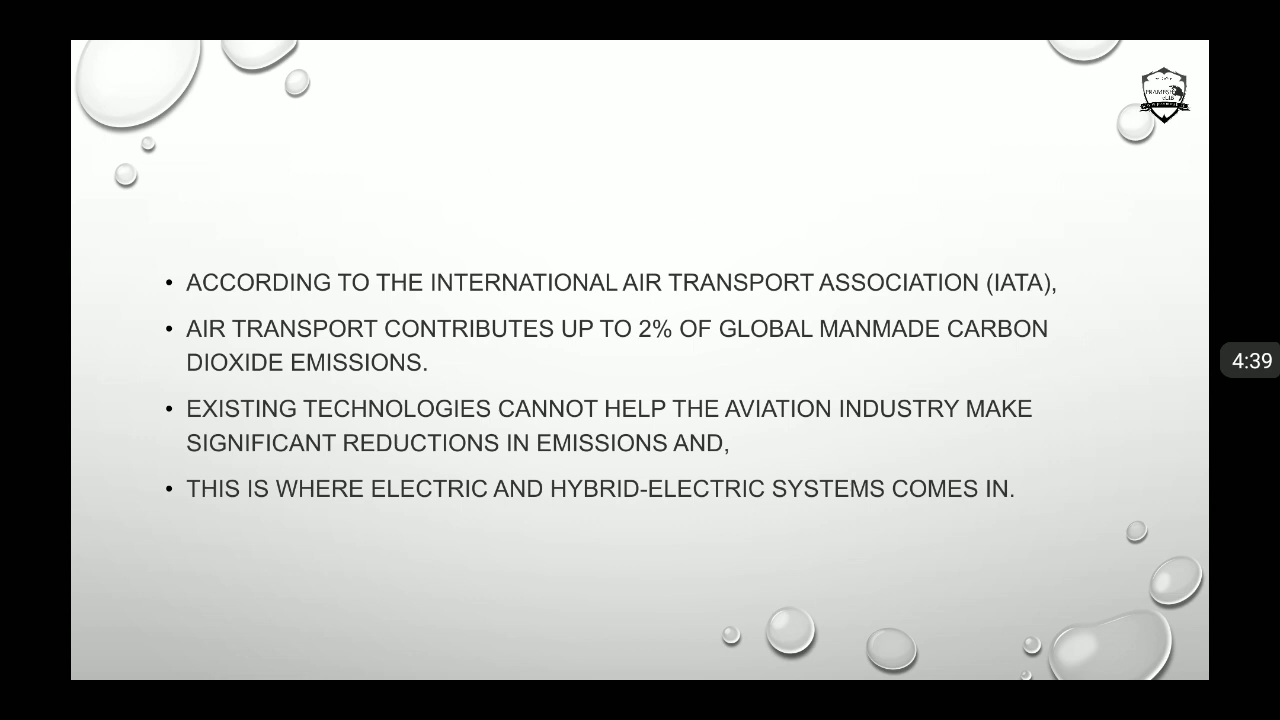 • ACCORDING TO THE INTERNATIONAL AIR TRANSPORT ASSOCIATION (IATA),
• AIR TRANSPORT CONTRIBUTES UP TO 2% OF GLOBAL MANMADE CARBON
DIOXIDE EMISSIONS.
• EXISTING TECHNOLOGIES CANNOT HELP THE AVIATION INDUSTRY MAKE
SIGNIFICANT REDUCTIONS IN EMISSIONS AND,
• THIS IS WHERE ELECTRIC AND HYBRID-ELECTRIC SYSTEMS COMES IN.
4:39